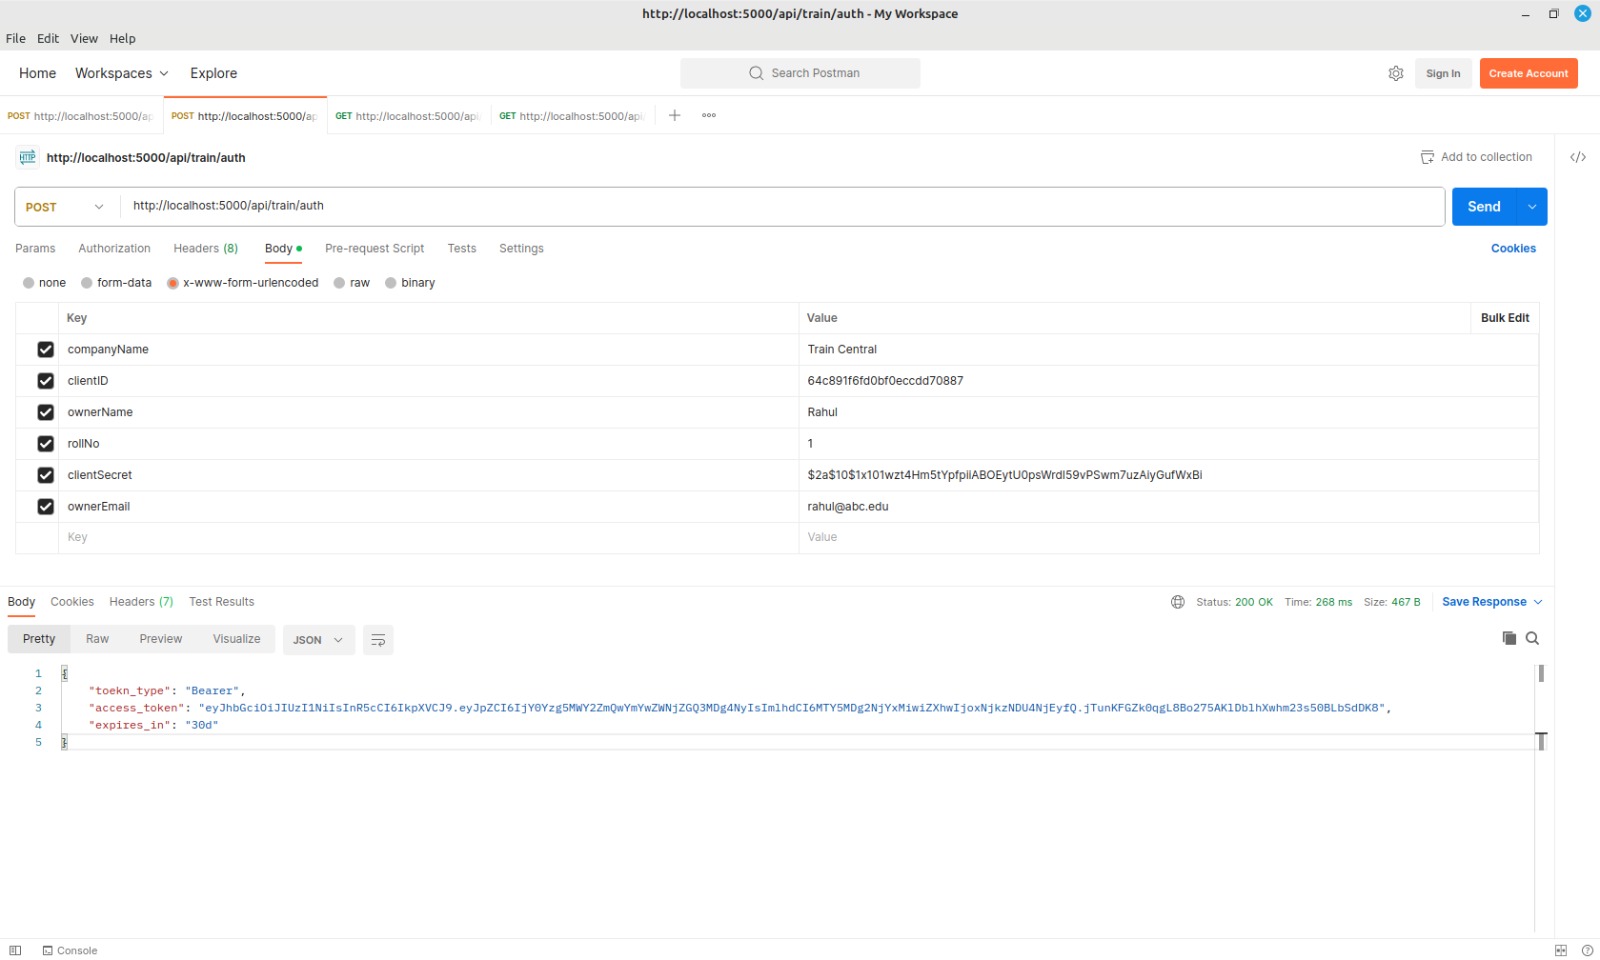 http://localhost:5000/api/train/auth - My Workspace
File Edit View Help
Home Workspaces Explore
Search Postman
Sign In
Create Account
POST http://localhost:5000/ap
POST http://localhost:5000/ap
GET http://localhost:5000/api
GET http://localhost:5000/api
HTTP http://localhost:5000/api/train/auth
Add to collection
</>
POST http://localhost:5000/api/train/auth
Send
Params Authorization Headers (8) Body Pre-request Script Tests Settings
Cookies
none form-data x-www-form-urlencoded raw binary
Key Value Bulk Edit
companyName Train Central
clientID 64c891f6fd0bf0eccdd70887
ownerName Rahul
rollNo 1
clientSecret $2a$10$1x101wzt4Hm5tYpfpiiABOEytU0psWrdI59vPSwm7uzAiyGufWxBi
ownerEmail rahul@abc.edu
Key Value
Body Cookies Headers (7) Test Results
Status: 200 OK Time: 268 ms Size: 467 B Save Response
Pretty Raw Preview Visualize JSON
1 {
2 "toekn_type": "Bearer",
3 "access_token": "eyJhbGciOiJIUzI1NiIsInR5cCI6IkpXVCJ9.eyJpZCI6IjY0Yzg5MWY2ZmQwYmYwZWNjZGQ3MDg4NyIsImlhdCI6MTY5MDg2NjYxMiwiZXhwIjoxNjkzNDU4NjEyfQ.jTunKFGZk0qgL8Bo275AKlDblhXwhm23s50BLbSdDK8",
4 "expires_in": "30d"
5 }
Console